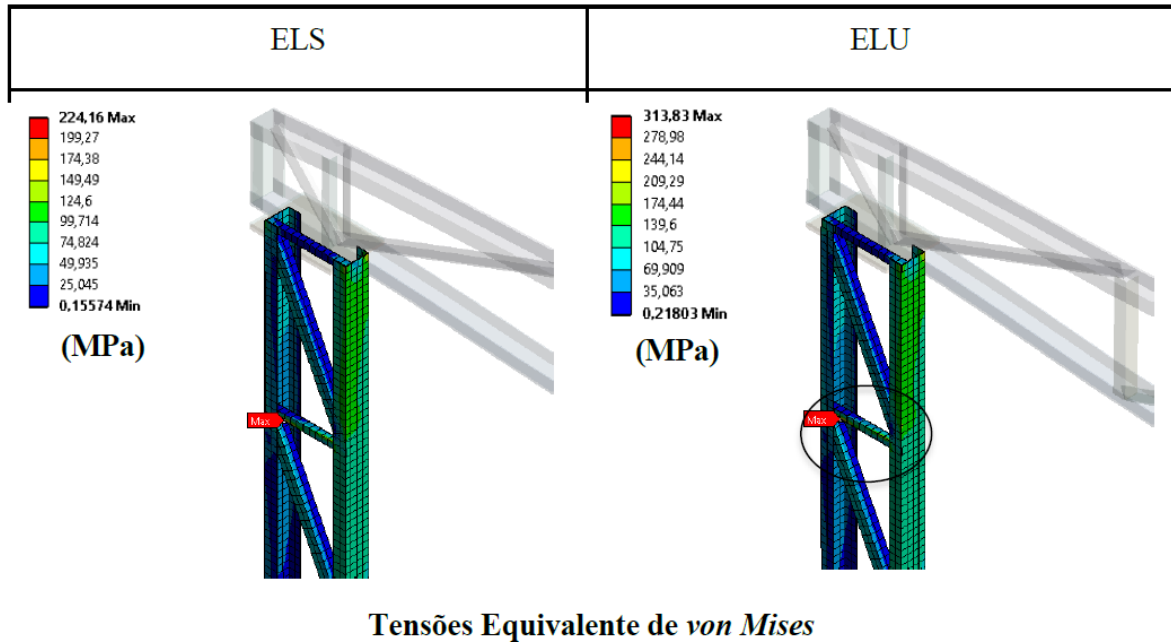 ELS
ELU
224,16 Max
199,27
174,38
149,49
124,6
99,714
74,824
49,935
25,045
0,15574 Min
(MPa)
Max
313,83 Max
278,98
244,14
209,29
174,44
139,6
104,75
69,909
35,063
0,21803 Min
(MPa)
Max
Tensões Equivalente de von Mises